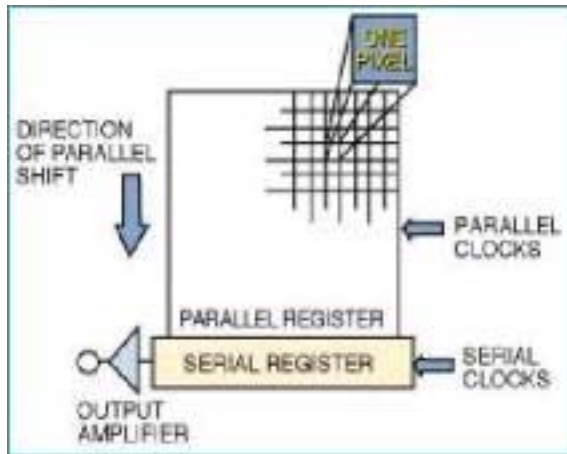 ONE
PIXEL
DIRECTION
OF PARALLEL
SHIFT
PARALLEL
CLOCKS
PARALLEL REGISTER
SERIAL REGISTER
SERIAL
CLOCKS
OUTPUT
AMPLIFIER